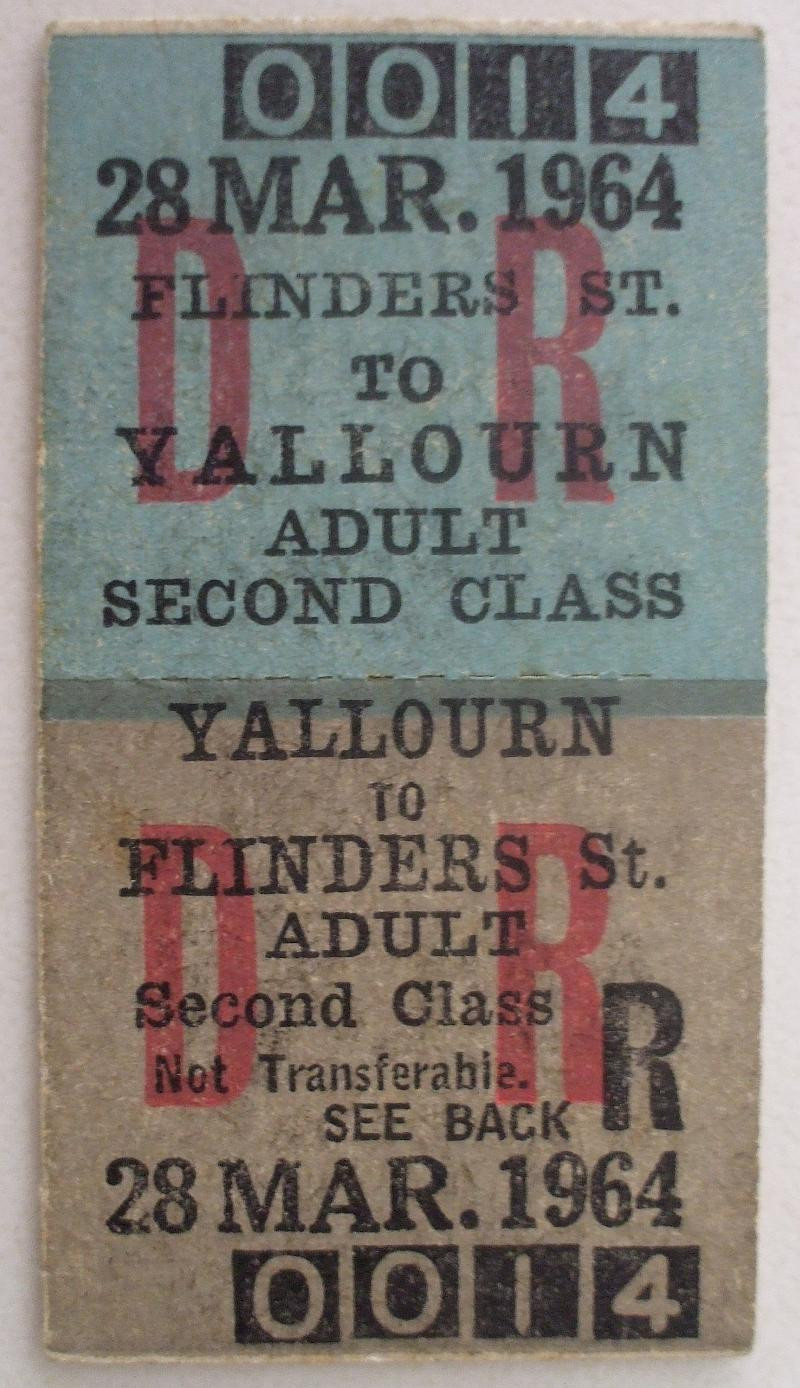 0014
28 MAR. 1964
D R
FLINDERS ST.
TO
YALLOURN
ADULT
SECOND CLASS
YALLOURN
TO
D R
FLINDERS St.
ADULT
Second Class
R
Not Transferable.
SEE BACK
28 MAR. 1964
0014